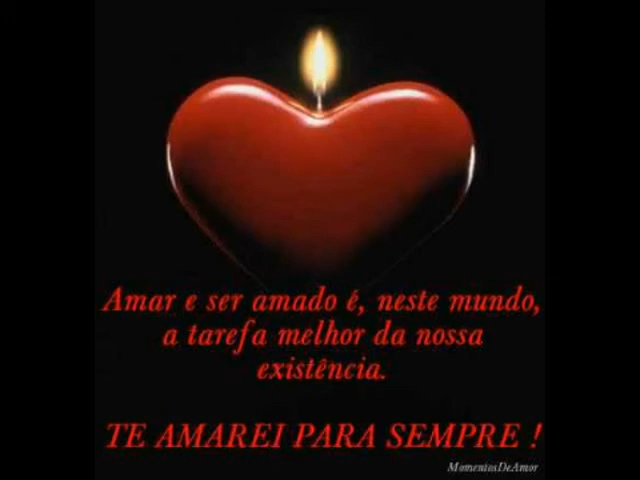 Amar e ser amado é, neste mundo,
a tarefa melhor da nossa
existência.
TE AMAREI PARA SEMPRE !
MomentosDeAmor